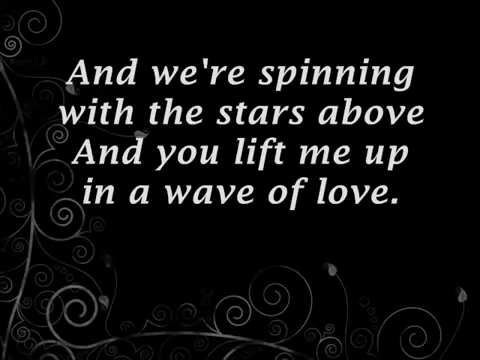 And we're spinning
with the stars above
And you lift me up
in a wave of love.